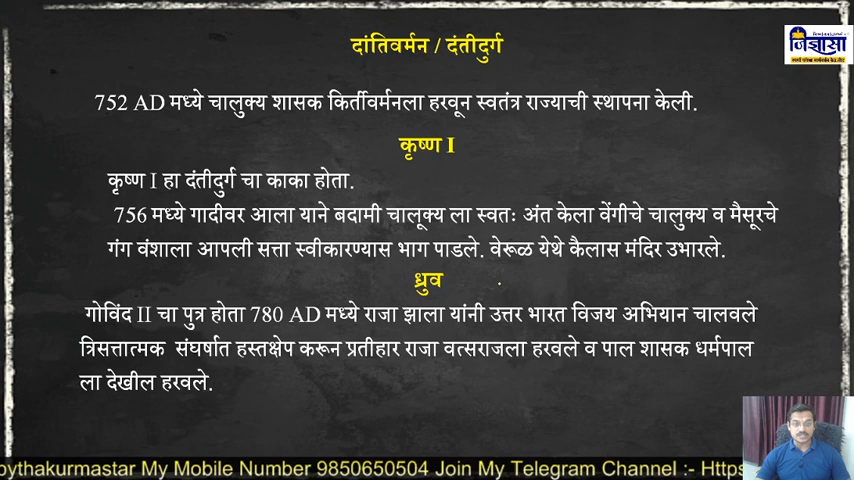 दांतिवर्मन / दंतीदुर्ग
जिज्ञासा
752 AD मध्ये चालुक्य शासक किर्तीवर्मनला हरवून स्वतंत्र राज्याची स्थापना केली.
कृष्ण I
कृष्ण I हा दंतीदुर्ग चा काका होता.
756 मध्ये गादीवर आला याने बदामी चालूक्य ला स्वतः अंत केला वेंगीचे चालुक्य व मैसूरचे
गंग वंशाला आपली सत्ता स्वीकारण्यास भाग पाडले. वेरूळ येथे कैलास मंदिर उभारले.
ध्रुव
गोविंद II चा पुत्र होता 780 AD मध्ये राजा झाला यांनी उत्तर भारत विजय अभियान चालवले
त्रिसत्तात्मक संघर्षात हस्तक्षेप करून प्रतीहार राजा वत्सराजला हरवले व पाल शासक धर्मपाल
ला देखील हरवले.
bythakurmastar My Mobile Number 9850650504 Join My Telegram Channel :- Https